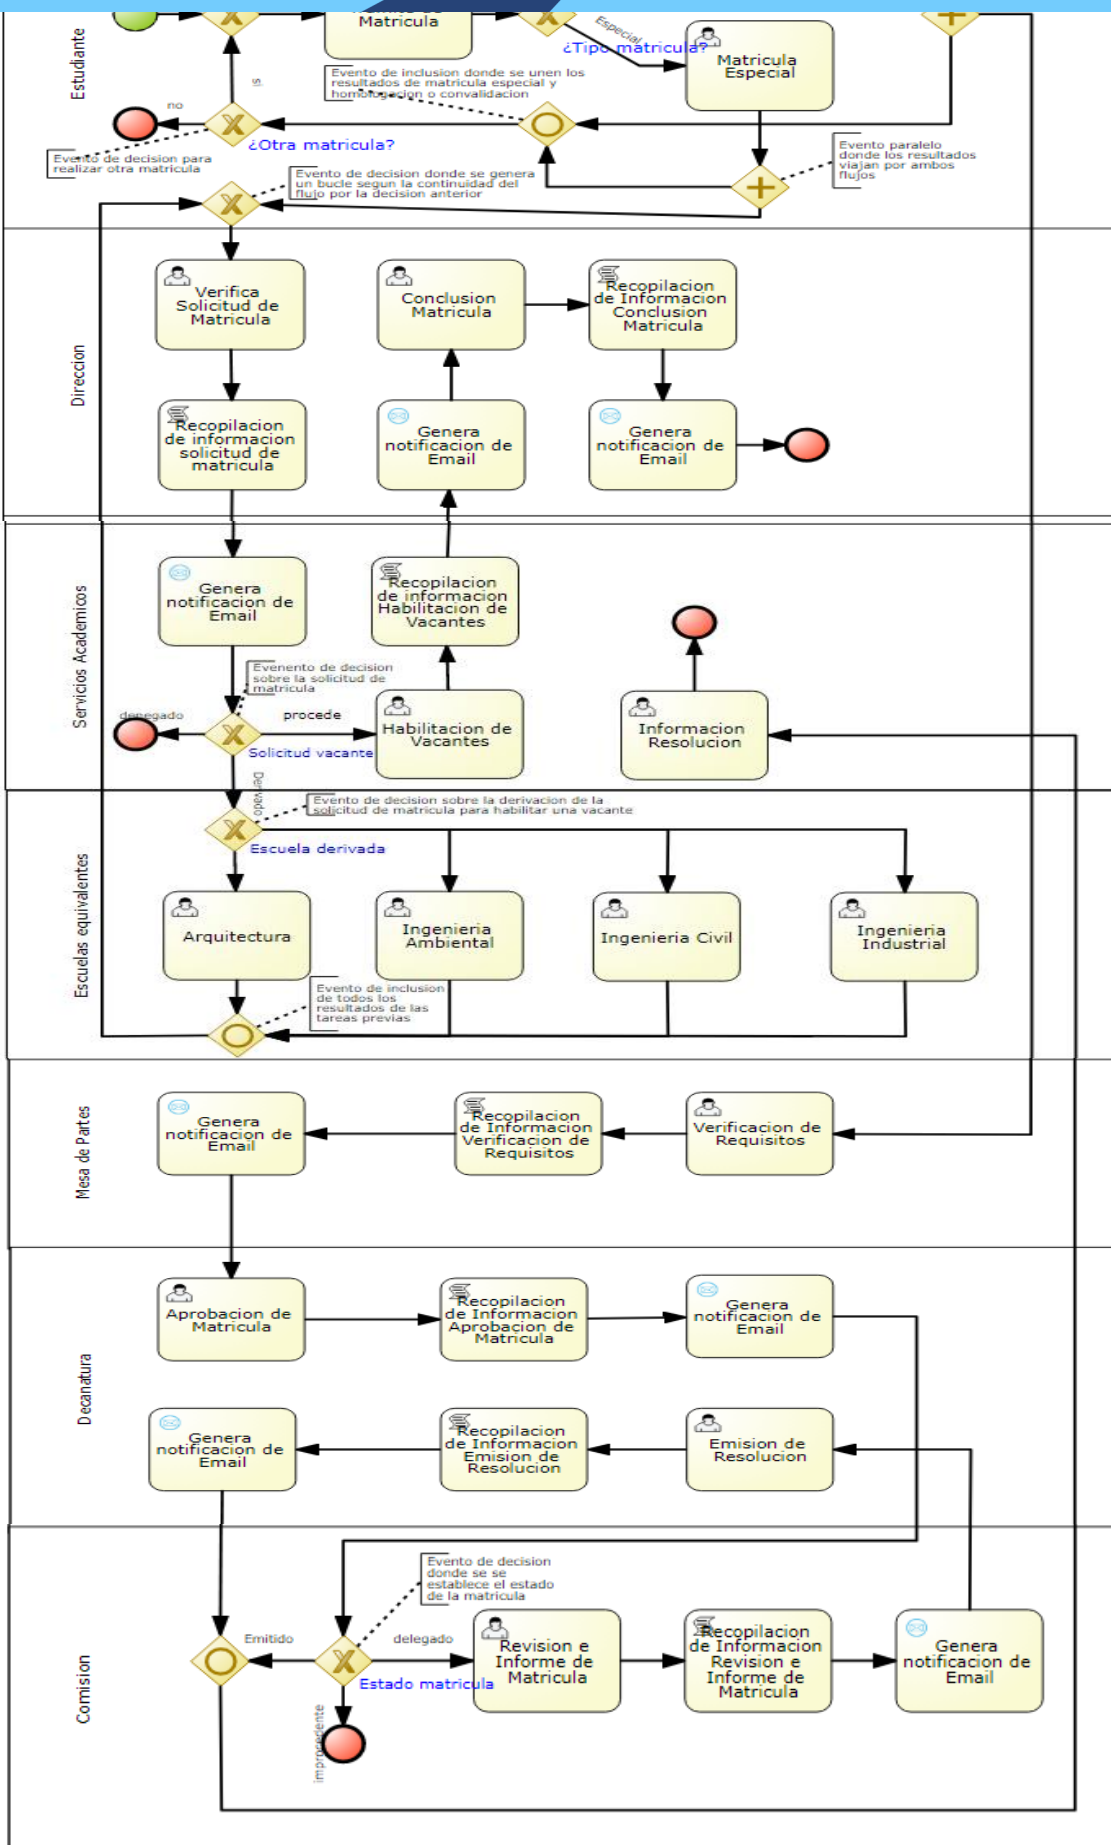 Matricula
Especial
¿Tipo matricula?
Matricula
Especial
Estudiante
Evento de inclusion donde se unen los
resultados de matricula especial y
homologacion o convalidacion
si
no
¿Otra matricula?
Evento de decision para
realizar otra matricula
Evento paralelo
donde los resultados
viajan por ambos
flujos
Evento de decision donde se genera
un bucle segun la continuidad del
flujo por la decision anterior
Direccion
Verifica
Solicitud de
Matricula
Conclusion
Matricula
Recopilacion
de Informacion
Conclusion
Matricula
Recopilacion
de informacion
solicitud de
matricula
Genera
notificacion de
Email
Genera
notificacion de
Email
Servicios Academicos
Genera
notificacion de
Email
Recopilacion
de informacion
Habilitacion de
Vacantes
Evenento de decision
sobre la solicitud de
matricula
denegado
procede
Solicitud vacante
Habilitacion de
Vacantes
Informacion
Resolucion
Derivado
Escuelas equivalentes
Evento de decision sobre la derivacion de la
solicitud de matricula para habilitar una vacante
Escuela derivada
Arquitectura
Ingenieria
Ambiental
Ingenieria Civil
Ingenieria
Industrial
Evento de inclusion
de todos los
resultados de las
tareas previas
Mesa de Partes
Genera
notificacion de
Email
Recopilacion
de Informacion
Verificacion de
Requisitos
Verificacion de
Requisitos
Decanatura
Aprobacion de
Matricula
Recopilacion
de Informacion
Aprobacion de
Matricula
Genera
notificacion de
Email
Genera
notificacion de
Email
Recopilacion
de Informacion
Emision de
Resolucion
Emision de
Resolucion
Comision
Evento de decision
donde se se
establece el estado
de la matricula
Emitido
delegado
Estado matricula
improcedente
Revision e
Informe de
Matricula
Recopilacion
de Informacion
Revision e
Informe de
Matricula
Genera
notificacion de
Email